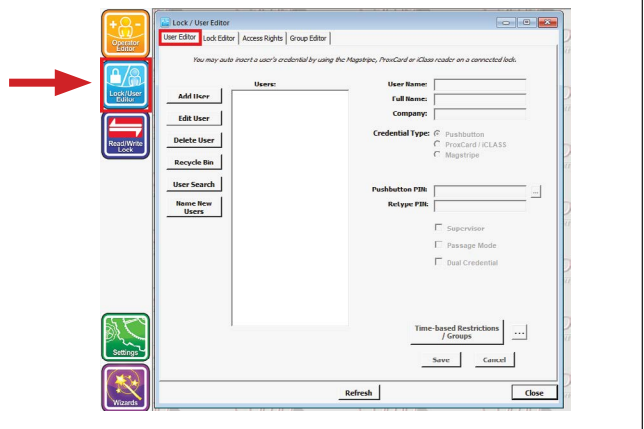 Operator
Editor
Lock/User
Editor
Read/Write
Lock
Settings
Wizards
Lock / User Editor
User Editor
Lock Editor
Access Rights
Group Editor
You may auto insert a user's credential by using the Magstripe, ProxCard or iClass reader on a connected lock.
Add User
Edit User
Delete User
Recycle Bin
User Search
Name New
Users
Users:
User Name:
Full Name:
Company:
Credential Type:
Pushbutton
ProxCard / iCLASS
Magstripe
Pushbutton PIN:
...
Retype PIN:
Supervisor
Passage Mode
Dual Credential
Time-based Restrictions
/ Groups
...
Save
Cancel
Refresh
Close